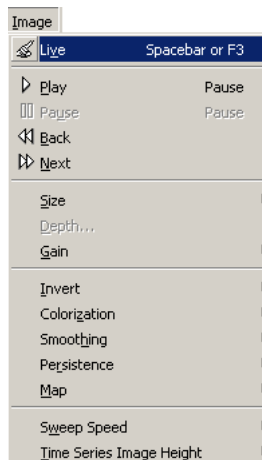 Image
Live Spacebar or F3
Play Pause
Pause Pause
Back
Next
Size
Depth...
Gain
Invert
Colorization
Smoothing
Persistence
Map
Sweep Speed
Time Series Image Height